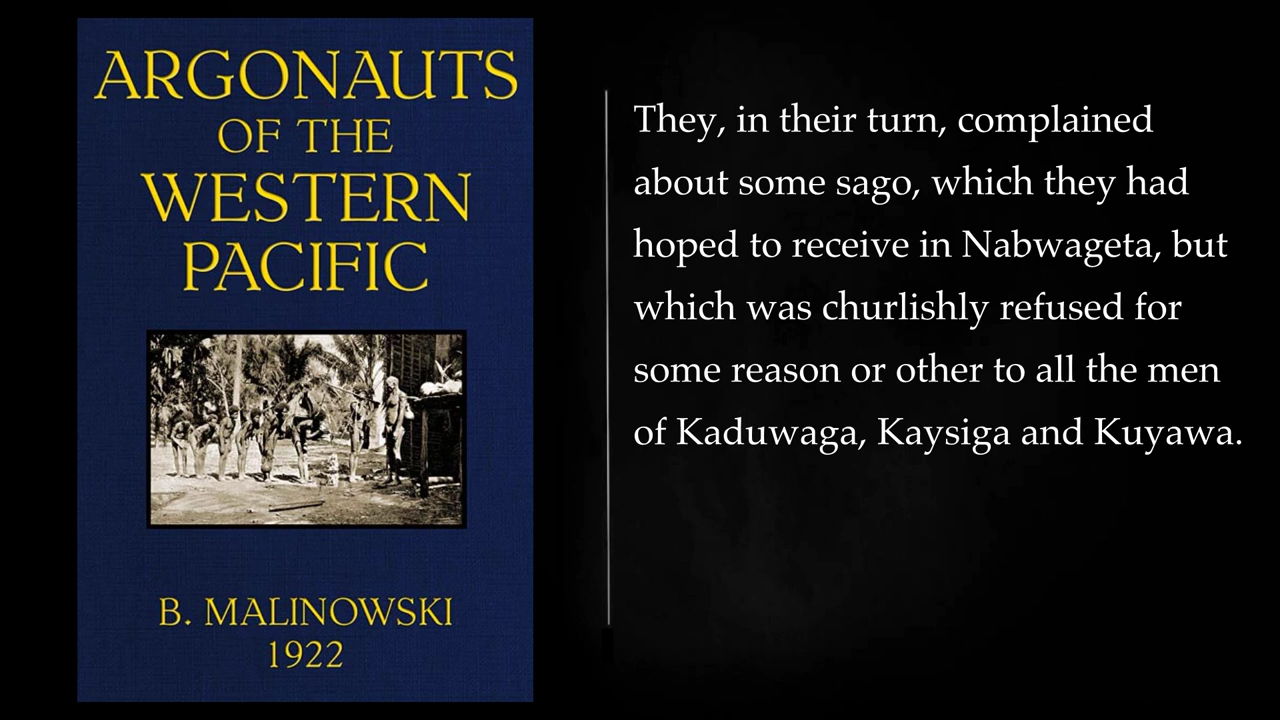 ARGONAUTS
OF THE
WESTERN
PACIFIC
B. MALINOWSKI
1922
They, in their turn, complained
about some sago, which they had
hoped to receive in Nabwageta, but
which was churlishly refused for
some reason or other to all the men
of Kaduwaga, Kaysiga and Kuyawa.